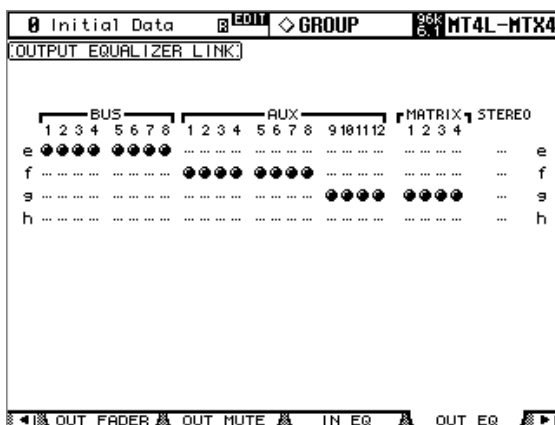 0 Initial Data R EDIT ◇GROUP 96k 6.1 MT4L-MTX4
OUTPUT EQUALIZER LINK
BUS AUX MATRIX STEREO
1 2 3 4 5 6 7 8 1 2 3 4 5 6 7 8 9 10 11 12 1 2 3 4
e e
f f
g g
h h
OUT FADER OUT MUTE IN EQ OUT EQ